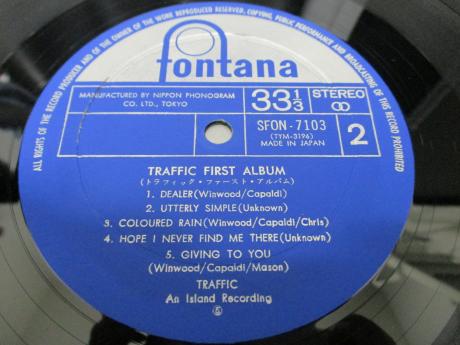 ALL RIGHTS OF THE RECORD PRODUCER AND OF THE OWNER OF THE WORK REPRODUCED RESERVED. COPYING, PUBLIC PERFORMANCE AND BROADCASTING OF THIS RECORD PROHIBITED
fontana
MANUFACTURED BY NIPPON PHONOGRAM CO. LTD., TOKYO
33 1/3
STEREO
SFON-7103
(TYM-3196)
MADE IN JAPAN
2
TRAFFIC FIRST ALBUM
(トラフィック・ファースト・アルバム)
1. DEALER(Winwood/Capaldi)
2. UTTERLY SIMPLE(Unknown)
3. COLOURED RAIN(Winwood/Capaldi/Chris)
4. HOPE I NEVER FIND ME THERE(Unknown)
5. GIVING TO YOU
(Winwood/Capaldi/Mason)
TRAFFIC
An Island Recording